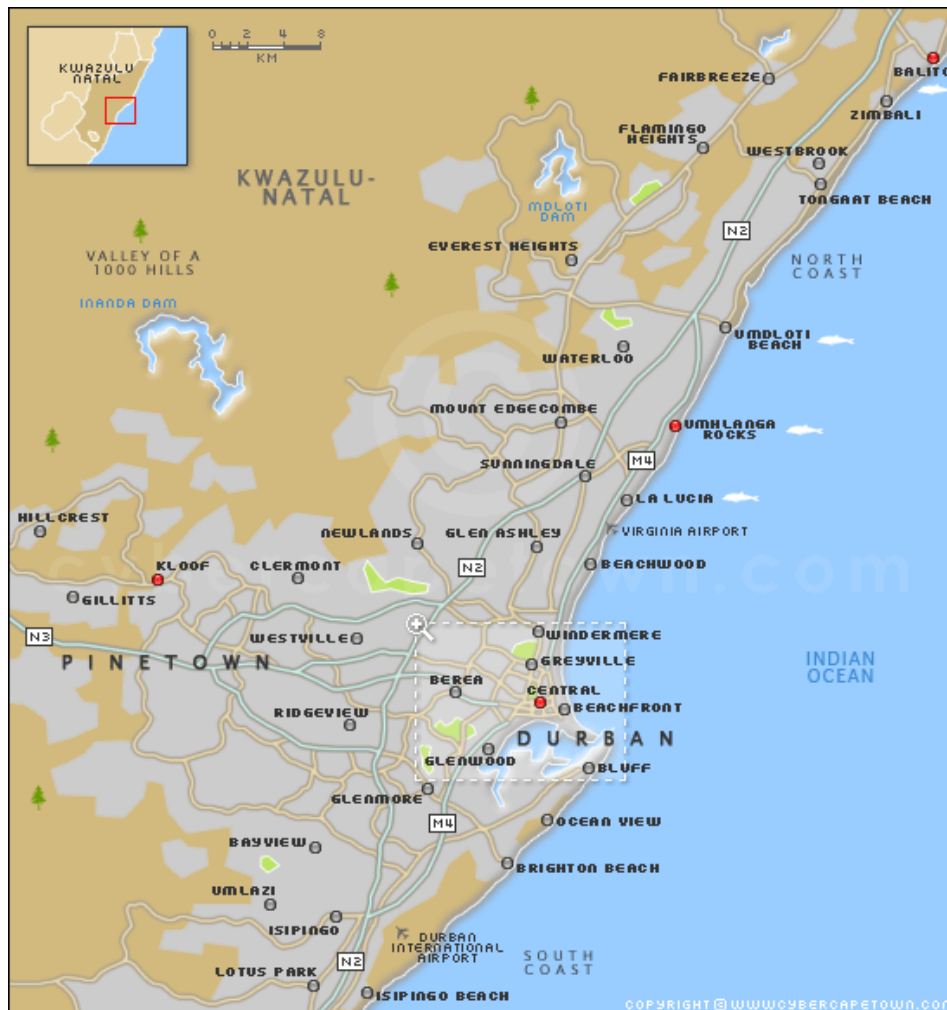 0 2 4 8
KM
KWAZULU
NATAL
FAIRBREEZE
BALITO
ZIMBALI
FLAMINGO
HEIGHTS
WESTBROOK
TONGAAT BEACH
KWAZULU-
NATAL
MDLOTI
DAM
N2
EVEREST HEIGHTS
VALLEY OF A
1000 HILLS
NORTH
COAST
INANDA DAM
UMDLOTI
BEACH
WATERLOO
MOUNT EDGECOMBE
UMHLANGA
ROCKS
SUNNINGDALE
M4
LA LUCIA
HILLCREST
NEWLANDS
GLEN ASHLEY
VIRGINIA AIRPORT
KLOOF
CLERMONT
N2
BEACHWOOD
cybercapetown.com
GILLITTS
N3
WESTVILLE
WINDERMERE
PINETOWN
GREYVILLE
INDIAN
OCEAN
BEREA
CENTRAL
BEACHFRONT
RIDGEVIEW
DURBAN
GLENWOOD
BLUFF
GLENMORE
M4
OCEAN VIEW
BAYVIEW
BRIGHTON BEACH
UMLAZI
ISIPINGO
DURBAN
INTERNATIONAL
AIRPORT
N2
SOUTH
COAST
LOTUS PARK
ISIPINGO BEACH
COPYRIGHT © WWW.CYBERCAPETOWN.COM